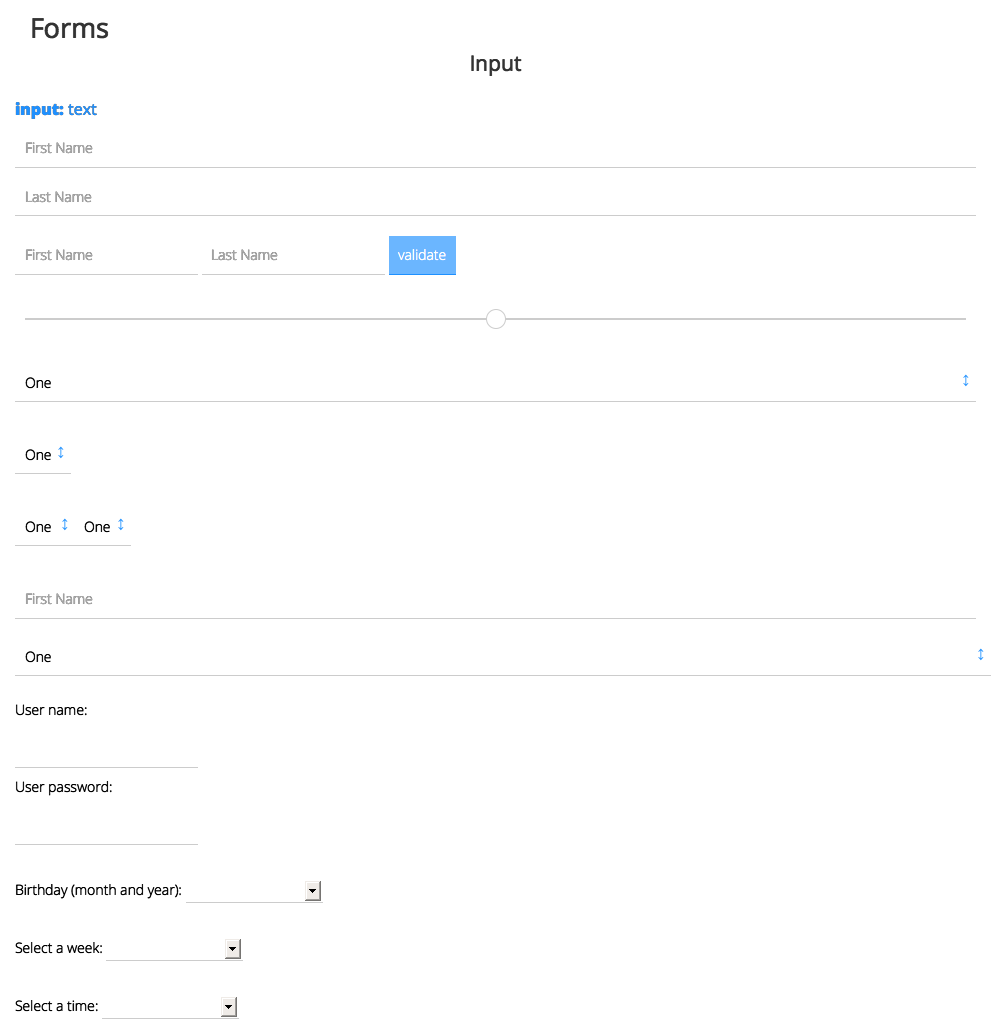 Forms
Input
input: text
First Name
Last Name
First Name Last Name validate
One
One
One One
First Name
One
User name:
User password:
Birthday (month and year):
Select a week:
Select a time: